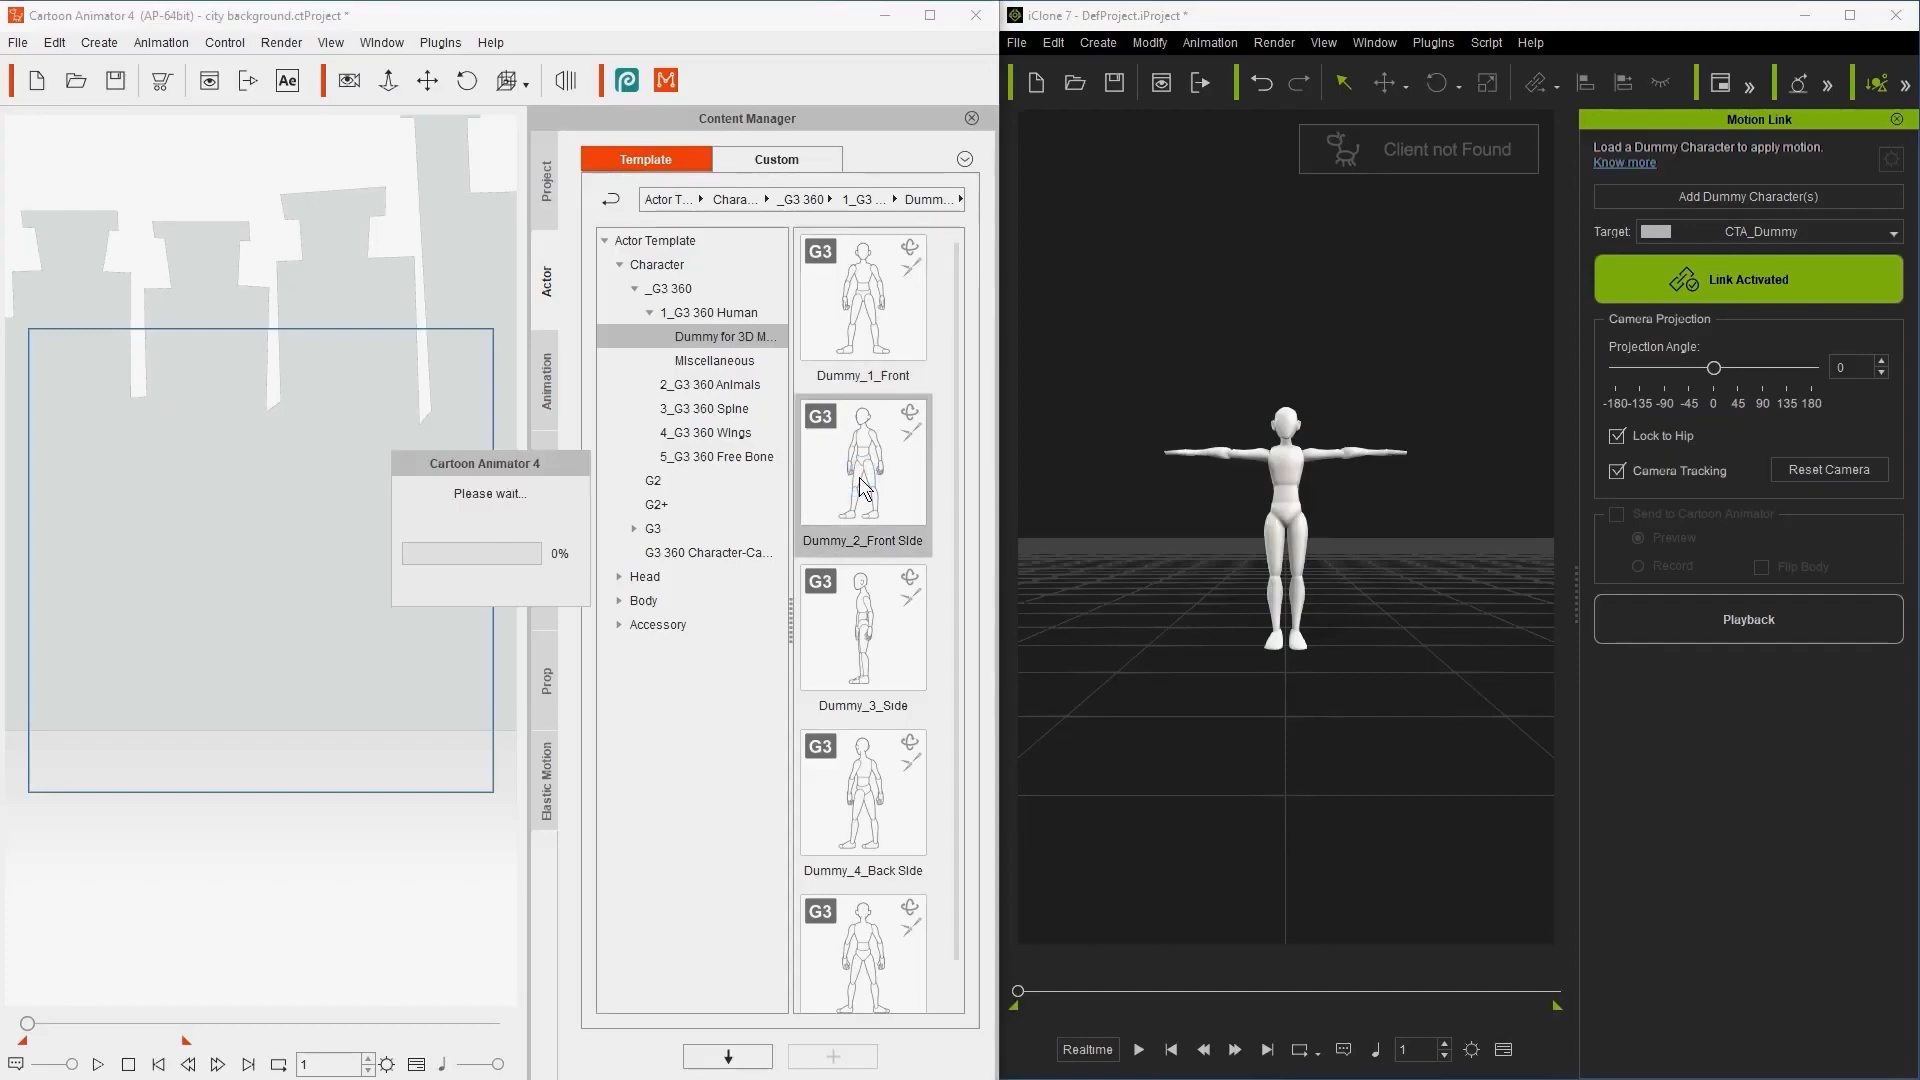 Cartoon Animator 4 (AP-64bit) - city background.ctProject *
File Edit Create Animation Control Render View Window Plugins Help
Ae
Content Manager
Template Custom
Actor T... Chara... _G3 360 1_G3 ... Dumm...
Project
Actor
Animation
Prop
Elastic Motion
Actor Template
Character
_G3 360
1_G3 360 Human
Dummy for 3D M...
Miscellaneous
2_G3 360 Animals
3_G3 360 Spine
4_G3 360 Wings
5_G3 360 Free Bone
G2
G2+
G3
G3 360 Character-Ca...
Head
Body
Accessory
G3
Dummy_1_Front
G3
Dummy_2_Front Side
G3
Dummy_3_Side
G3
Dummy_4_Back Side
G3
Cartoon Animator 4
Please wait...
0%
1
iClone 7 - DefProject.iProject *
File Edit Create Modify Animation Render View Window Plugins Script Help
Client not Found
Motion Link
Load a Dummy Character to apply motion.
Know more
Add Dummy Character(s)
Target: CTA_Dummy
Link Activated
Camera Projection
Projection Angle:
0
-180 -135 -90 -45 0 45 90 135 180
Lock to Hip
Camera Tracking Reset Camera
Send to Cartoon Animator
Preview
Record Flip Body
Playback
Realtime 1